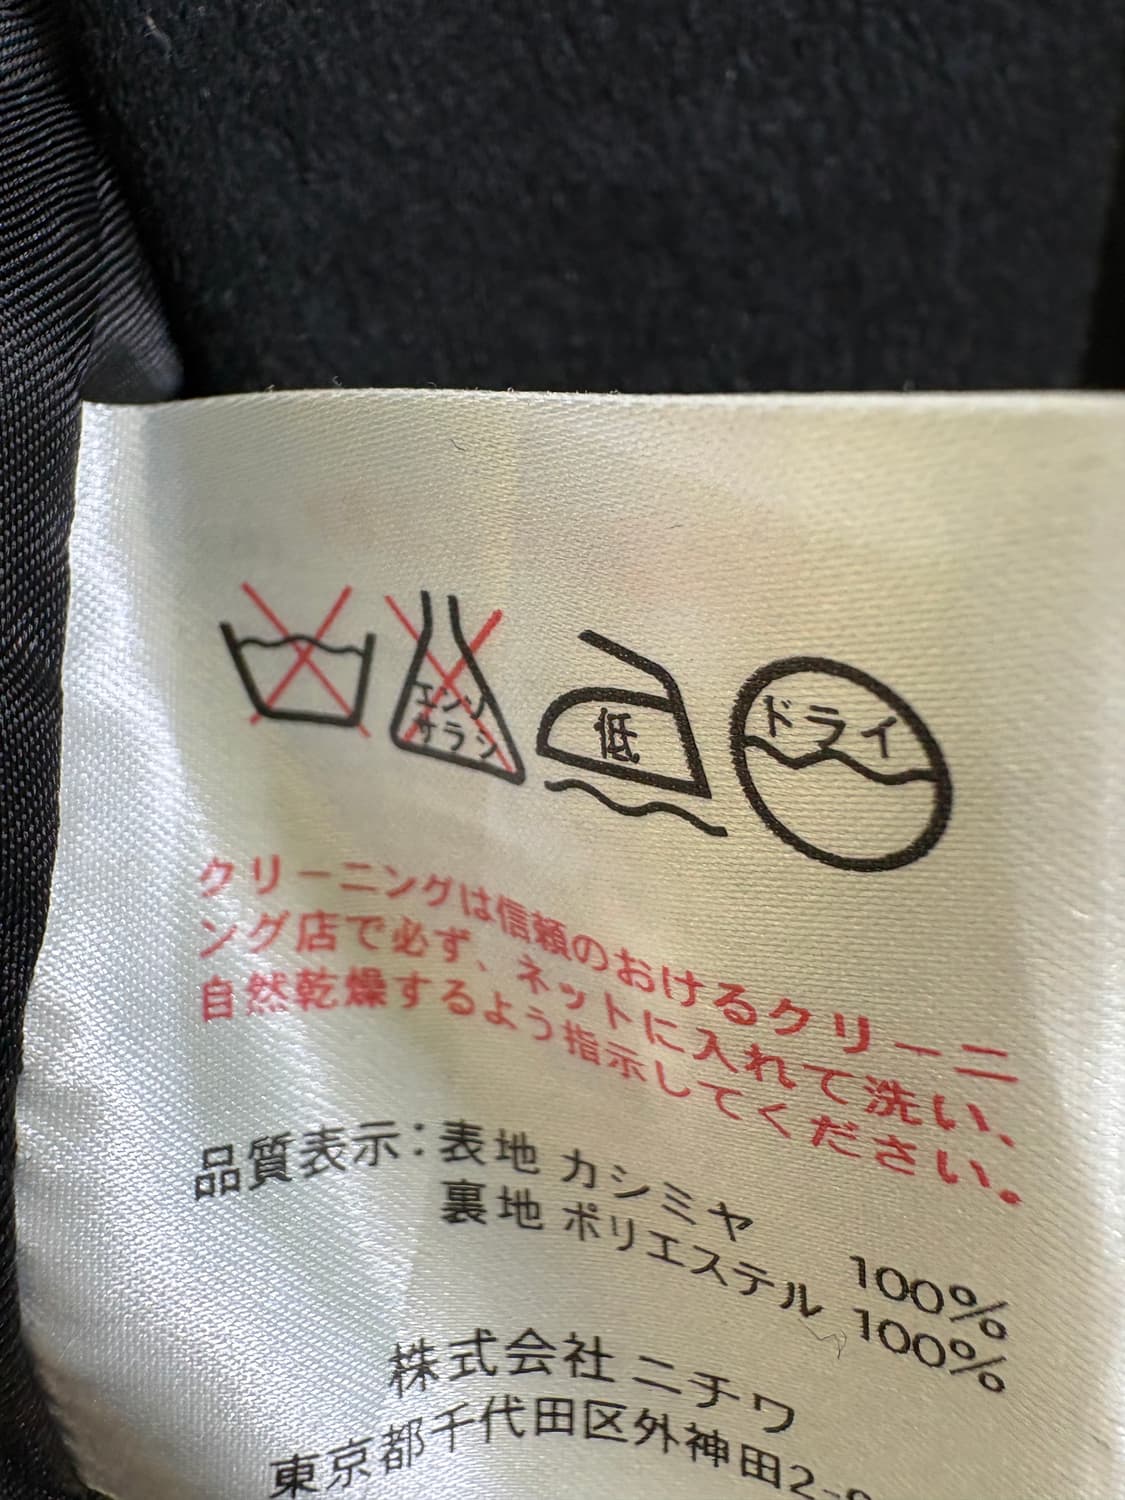 エンソ
サラシ
低
ドライ
クリーニングは信頼のおけるクリーニ
ング店で必ず、ネットに入れて洗い、
自然乾燥するよう指示してください。
品質表示：表地 カシミヤ 100%
裏地 ポリエステル 100%
株式会社ニチワ
東京都千代田区外神田2-